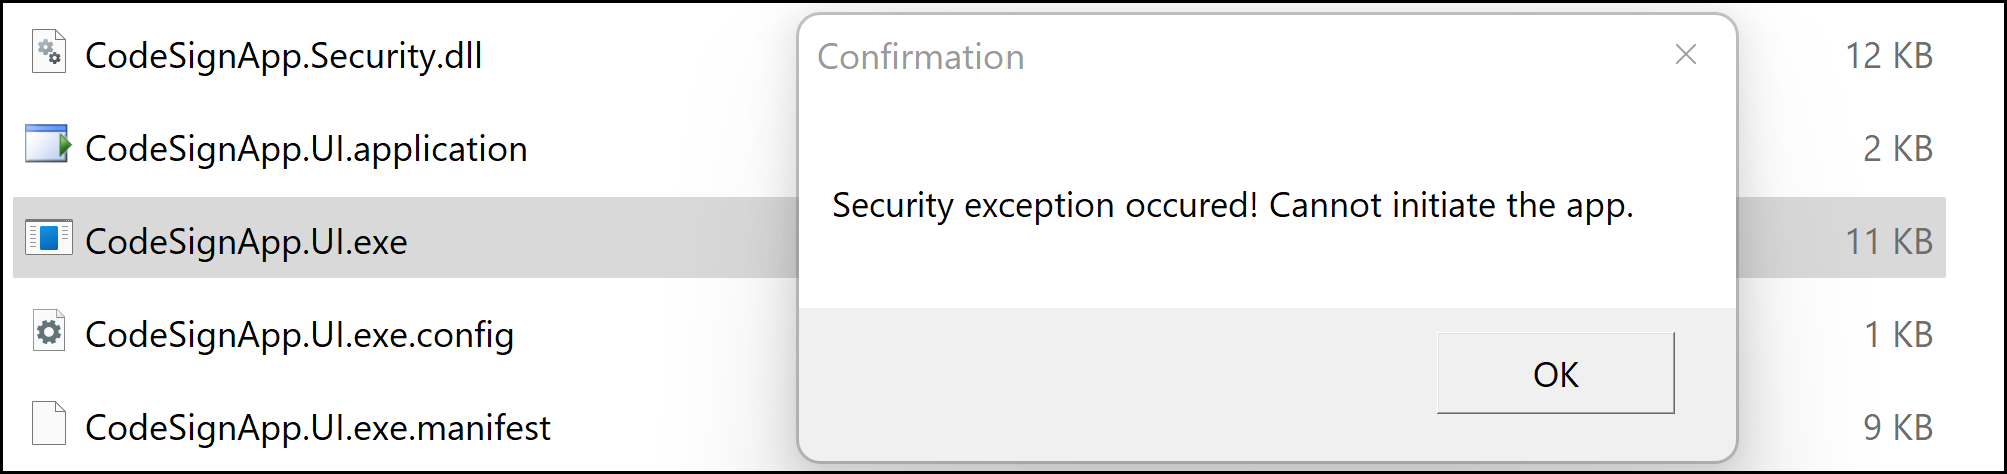 CodeSignApp.Security.dll
12 KB
CodeSignApp.UI.application
2 KB
CodeSignApp.UI.exe
11 KB
CodeSignApp.UI.exe.config
1 KB
CodeSignApp.UI.exe.manifest
9 KB
Confirmation
Security exception occured! Cannot initiate the app.
OK